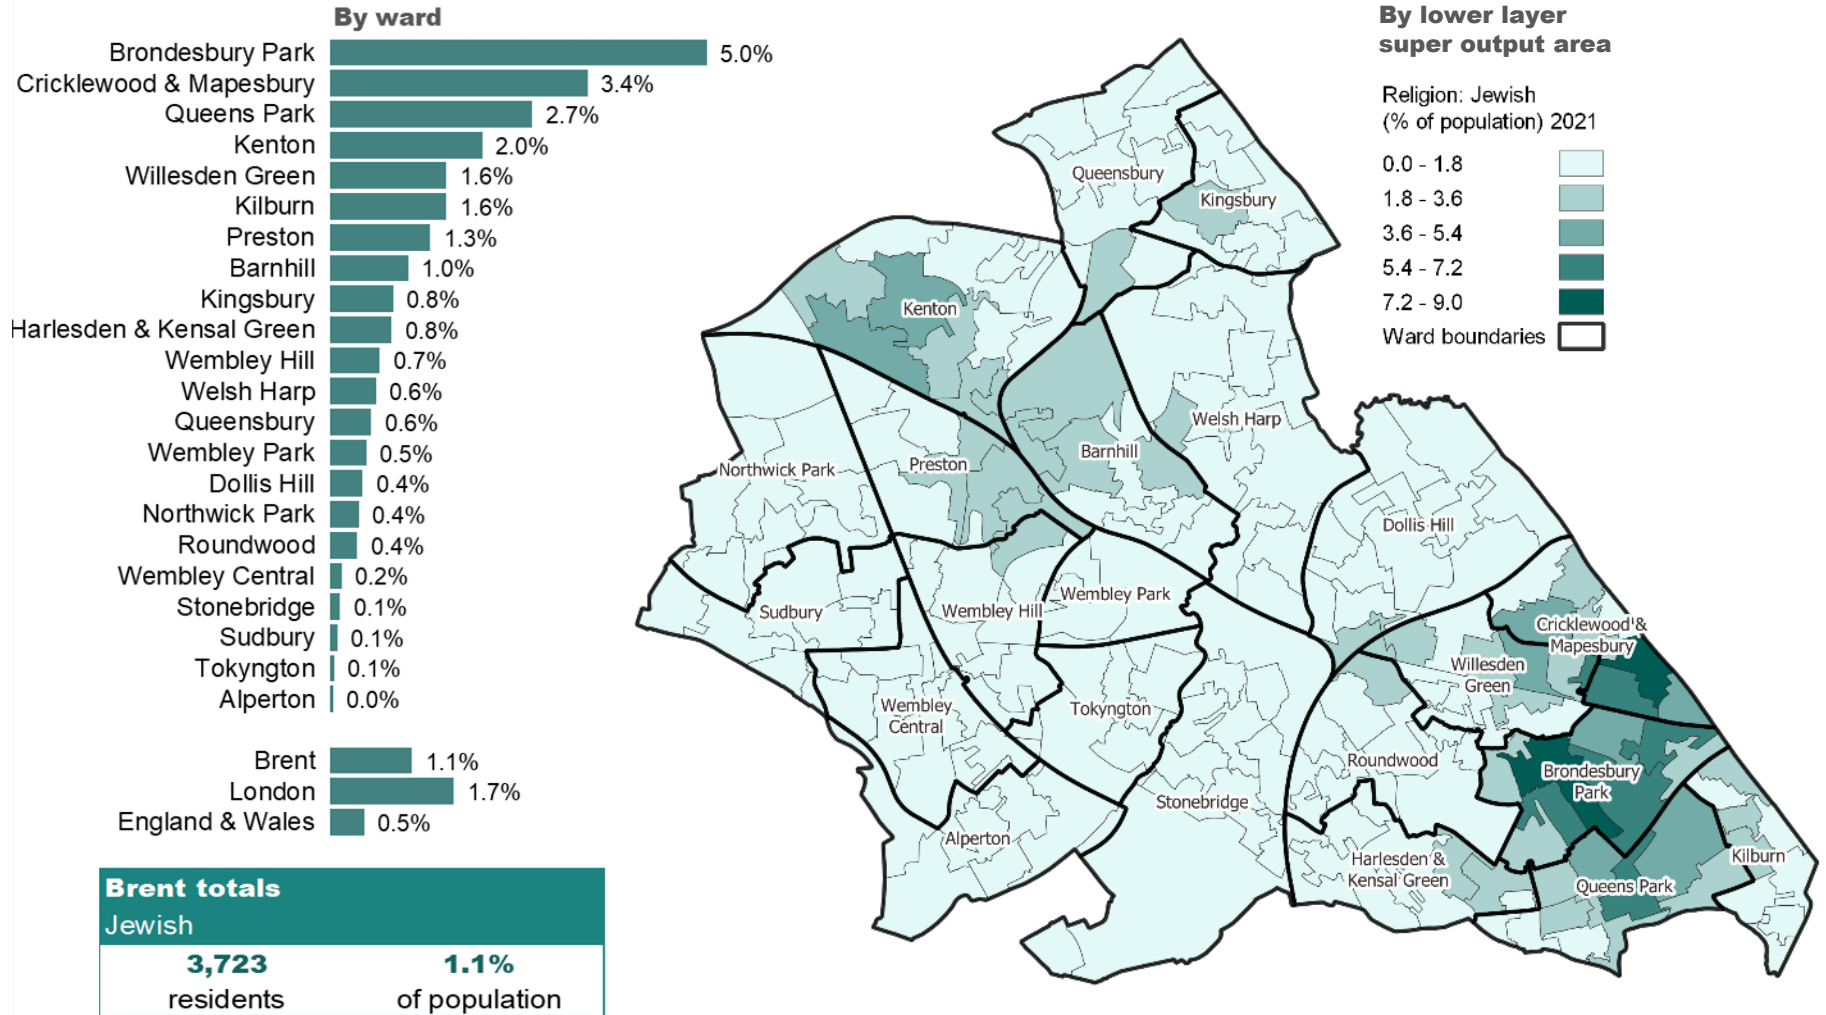 By ward
Brondesbury Park 5.0%
Cricklewood & Mapesbury 3.4%
Queens Park 2.7%
Kenton 2.0%
Willesden Green 1.6%
Kilburn 1.6%
Preston 1.3%
Barnhill 1.0%
Kingsbury 0.8%
Harlesden & Kensal Green 0.8%
Wembley Hill 0.7%
Welsh Harp 0.6%
Queensbury 0.6%
Wembley Park 0.5%
Dollis Hill 0.4%
Northwick Park 0.4%
Roundwood 0.4%
Wembley Central 0.2%
Stonebridge 0.1%
Sudbury 0.1%
Tokyngton 0.1%
Alperton 0.0%
Brent 1.1%
London 1.7%
England & Wales 0.5%
Brent totals
Jewish
3,723 1.1%
residents of population
By lower layer
super output area
Religion: Jewish
(% of population) 2021
0.0 - 1.8
1.8 - 3.6
3.6 - 5.4
5.4 - 7.2
7.2 - 9.0
Ward boundaries
Queensbury
Kingsbury
Kenton
Welsh Harp
Barnhill
Preston
Northwick Park
Dollis Hill
Wembley Park
Wembley Hill
Sudbury
Cricklewood &
Mapesbury
Willesden
Green
Wembley
Central
Tokyngton
Roundwood
Brondesbury
Park
Stonebridge
Alperton
Harlesden &
Kensal Green
Kilburn
Queens Park